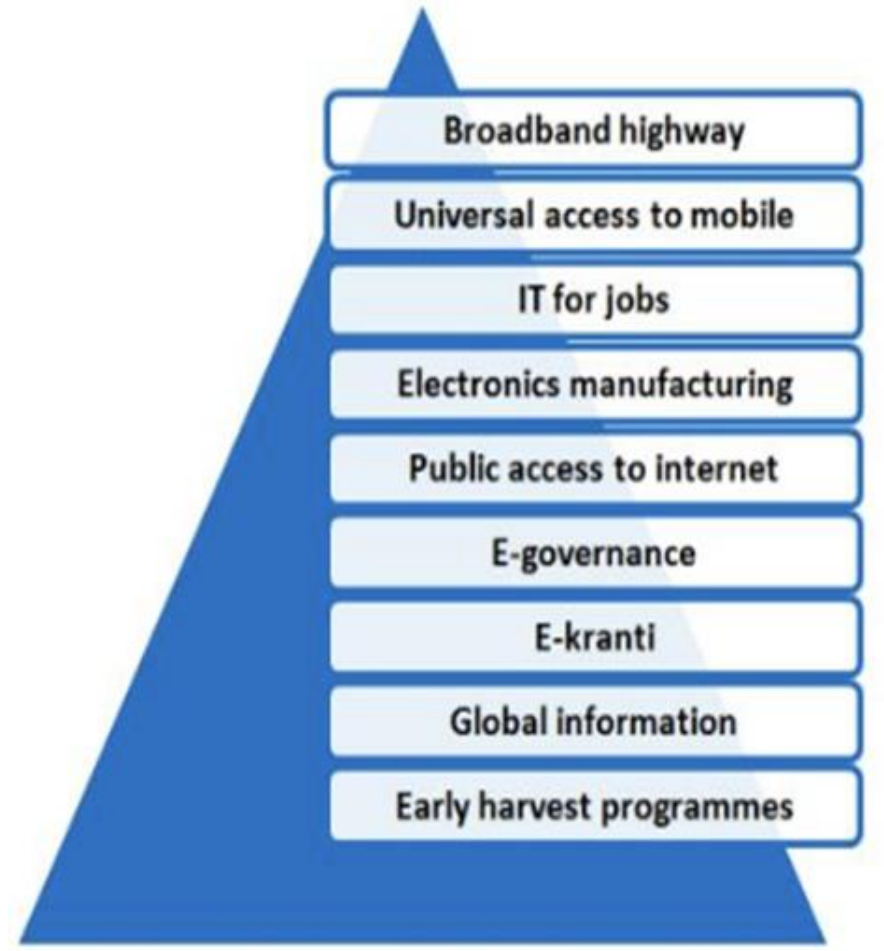 Broadband highway
Universal access to mobile
IT for jobs
Electronics manufacturing
Public access to internet
E-governance
E-kranti
Global information
Early harvest programmes